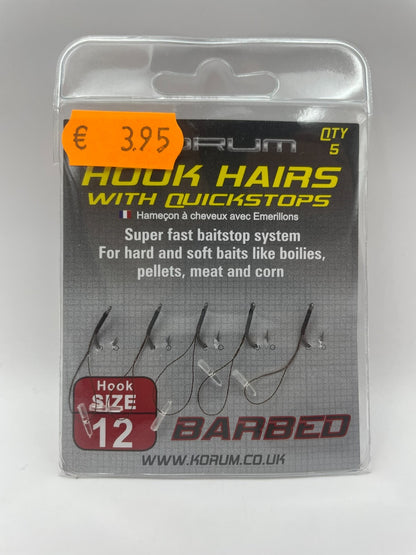 € 3.95
KORUM
QTY
5
HOOK HAIRS
WITH QUICKSTOPS
Hameçon à cheveux avec Emerillons
Super fast baitstop system
For hard and soft baits like boilies,
pellets, meat and corn
Hook
SIZE
12
BARBED
WWW.KORUM.CO.UK